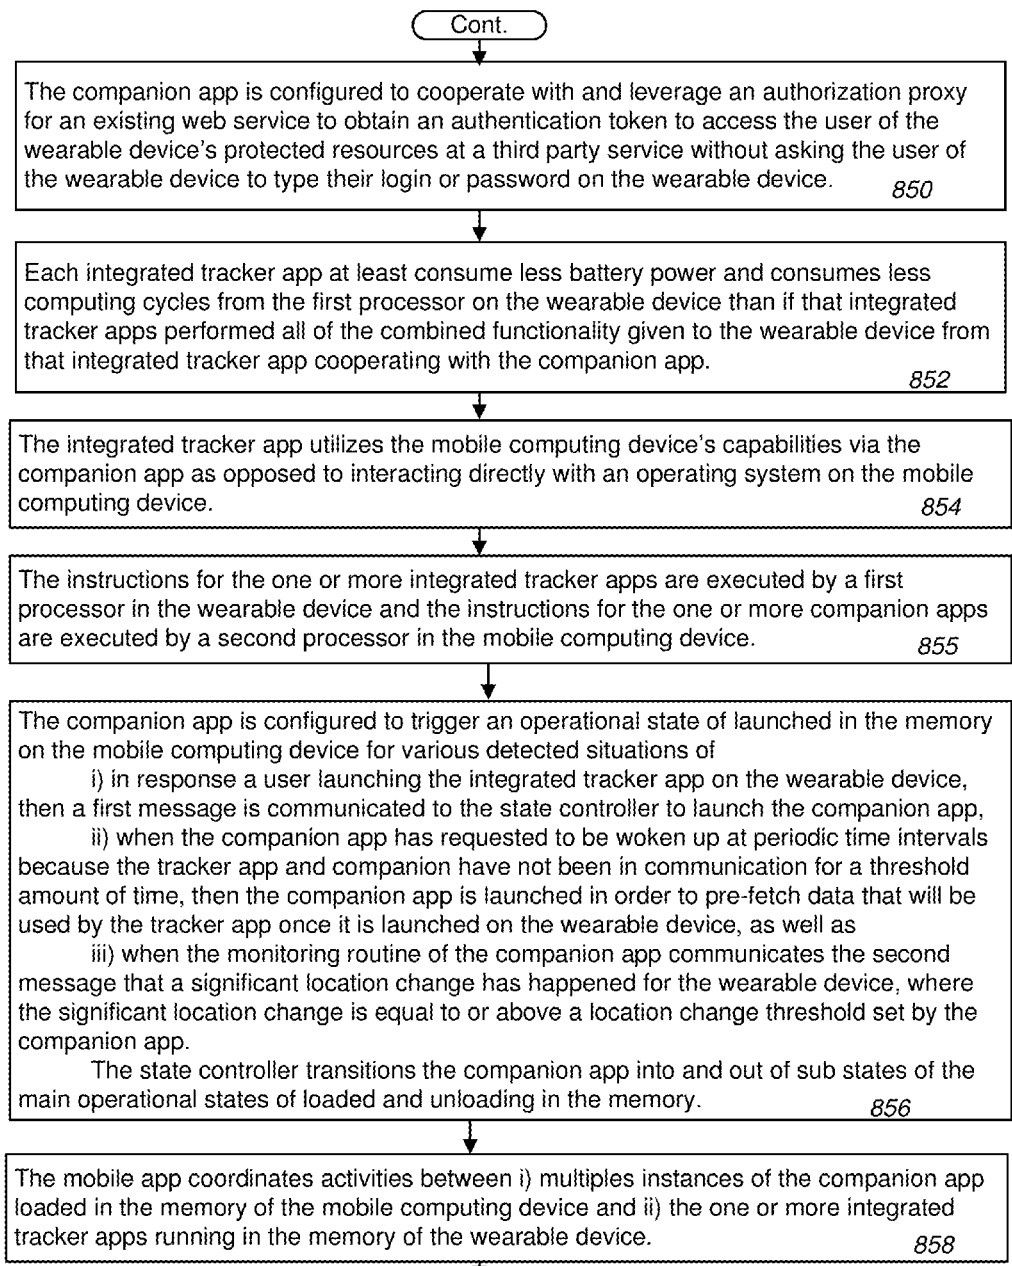 Cont.
The companion app is configured to cooperate with and leverage an authorization proxy
for an existing web service to obtain an authentication token to access the user of the
wearable device's protected resources at a third party service without asking the user of
the wearable device to type their login or password on the wearable device.
850
Each integrated tracker app at least consume less battery power and consumes less
computing cycles from the first processor on the wearable device than if that integrated
tracker apps performed all of the combined functionality given to the wearable device from
that integrated tracker app cooperating with the companion app.
852
The integrated tracker app utilizes the mobile computing device's capabilities via the
companion app as opposed to interacting directly with an operating system on the mobile
computing device.
854
The instructions for the one or more integrated tracker apps are executed by a first
processor in the wearable device and the instructions for the one or more companion apps
are executed by a second processor in the mobile computing device.
855
The companion app is configured to trigger an operational state of launched in the memory
on the mobile computing device for various detected situations of
i) in response a user launching the integrated tracker app on the wearable device,
then a first message is communicated to the state controller to launch the companion app,
ii) when the companion app has requested to be woken up at periodic time intervals
because the tracker app and companion have not been in communication for a threshold
amount of time, then the companion app is launched in order to pre-fetch data that will be
used by the tracker app once it is launched on the wearable device, as well as
iii) when the monitoring routine of the companion app communicates the second
message that a significant location change has happened for the wearable device, where
the significant location change is equal to or above a location change threshold set by the
companion app.
The state controller transitions the companion app into and out of sub states of the
main operational states of loaded and unloading in the memory.
856
The mobile app coordinates activities between i) multiples instances of the companion app
loaded in the memory of the mobile computing device and ii) the one or more integrated
tracker apps running in the memory of the wearable device.
858